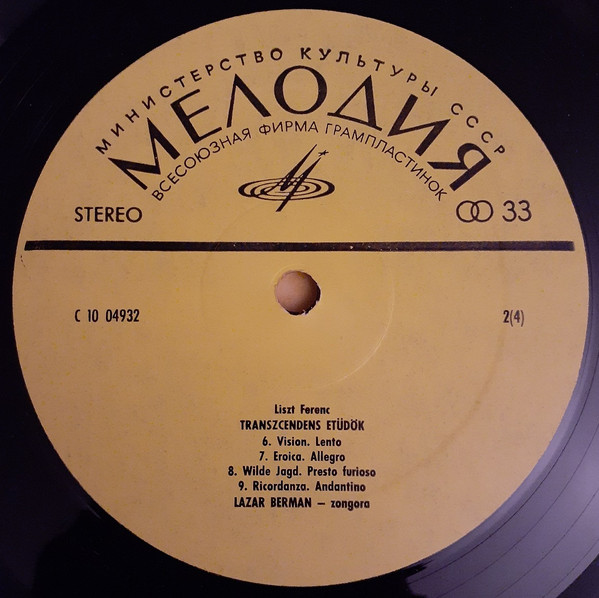 МИНИСТЕРСТВО КУЛЬТУРЫ СССР
МЕЛОДИЯ
ВСЕСОЮЗНАЯ ФИРМА ГРАМПЛАСТИНОК
STEREO
33
C 10 04932
2(4)
Liszt Ferenc
TRANSZCENDENS ETÜDÖK
6. Vision. Lento
7. Eroica. Allegro
8. Wilde Jagd. Presto furioso
9. Ricordanza. Andantino
LAZAR BERMAN – zongora